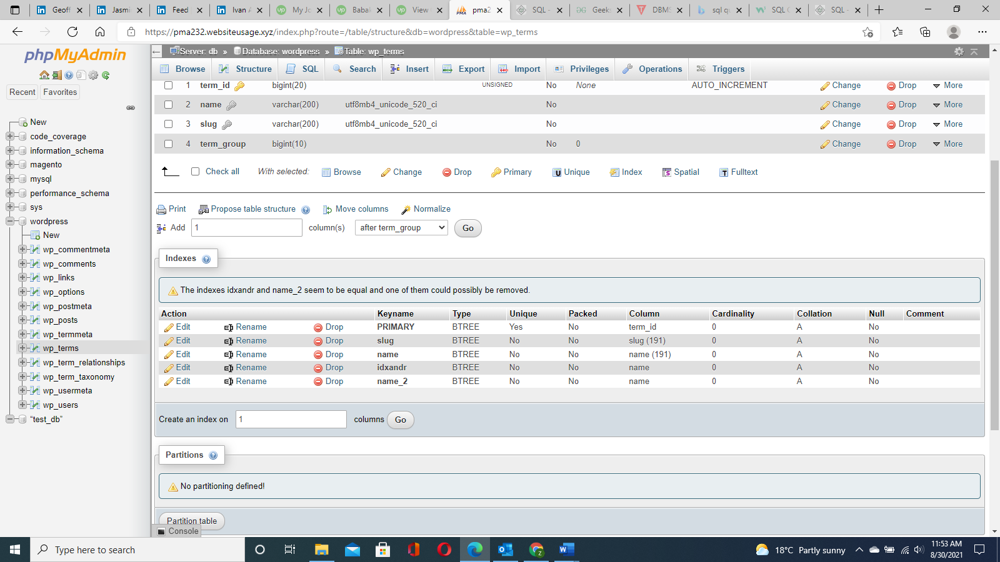 Geoff
Jasmi
Feed
Ivan A
My Jo
Babak
View
pma2
SQL -
Geeks
DBMS
sql q
SQL
SQL -
https://pma232.websiteusage.xyz/index.php?route=/table/structure&db=wordpress&table=wp_terms
phpMyAdmin
Recent Favorites
New
code_coverage
information_schema
magento
mysql
performance_schema
sys
wordpress
New
wp_commentmeta
wp_comments
wp_links
wp_options
wp_postmeta
wp_posts
wp_termmeta
wp_terms
wp_term_relationships
wp_term_taxonomy
wp_usermeta
wp_users
“test_db”
Server: db » Database: wordpress » Table: wp_terms
Browse Structure SQL Search Insert Export Import Privileges Operations Triggers
1 term_id bigint(20) UNSIGNED No None AUTO_INCREMENT Change Drop More
2 name varchar(200) utf8mb4_unicode_520_ci No Change Drop More
3 slug varchar(200) utf8mb4_unicode_520_ci No Change Drop More
4 term_group bigint(10) No 0 Change Drop More
Check all With selected: Browse Change Drop Primary Unique Index Spatial Fulltext
Print Propose table structure Move columns Normalize
Add 1 column(s) after term_group Go
Indexes
The indexes idxandr and name_2 seem to be equal and one of them could possibly be removed.
Action Keyname Type Unique Packed Column Cardinality Collation Null Comment
Edit Rename Drop PRIMARY BTREE Yes No term_id 0 A No
Edit Rename Drop slug BTREE No No slug (191) 0 A No
Edit Rename Drop name BTREE No No name (191) 0 A No
Edit Rename Drop idxandr BTREE No No name 0 A No
Edit Rename Drop name_2 BTREE No No name 0 A No
Create an index on 1 columns Go
Partitions
No partitioning defined!
Partition table
Console
Type here to search
18°C Partly sunny
11:53 AM
8/30/2021